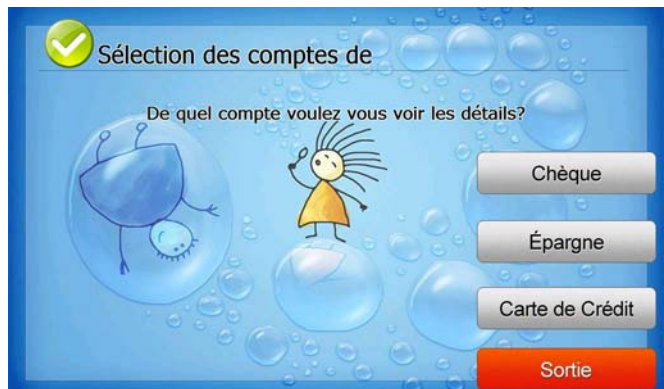 Sélection des comptes de
De quel compte voulez vous voir les détails?
Chèque
Épargne
Carte de Crédit
Sortie